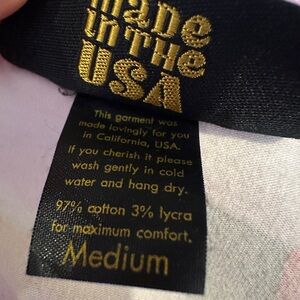 made
in THE
USA
This garment was
made lovingly for you
in California, USA.
If you cherish it please
wash gently in cold
water and hang dry.
97% cotton 3% lycra
for maximum comfort.
Medium